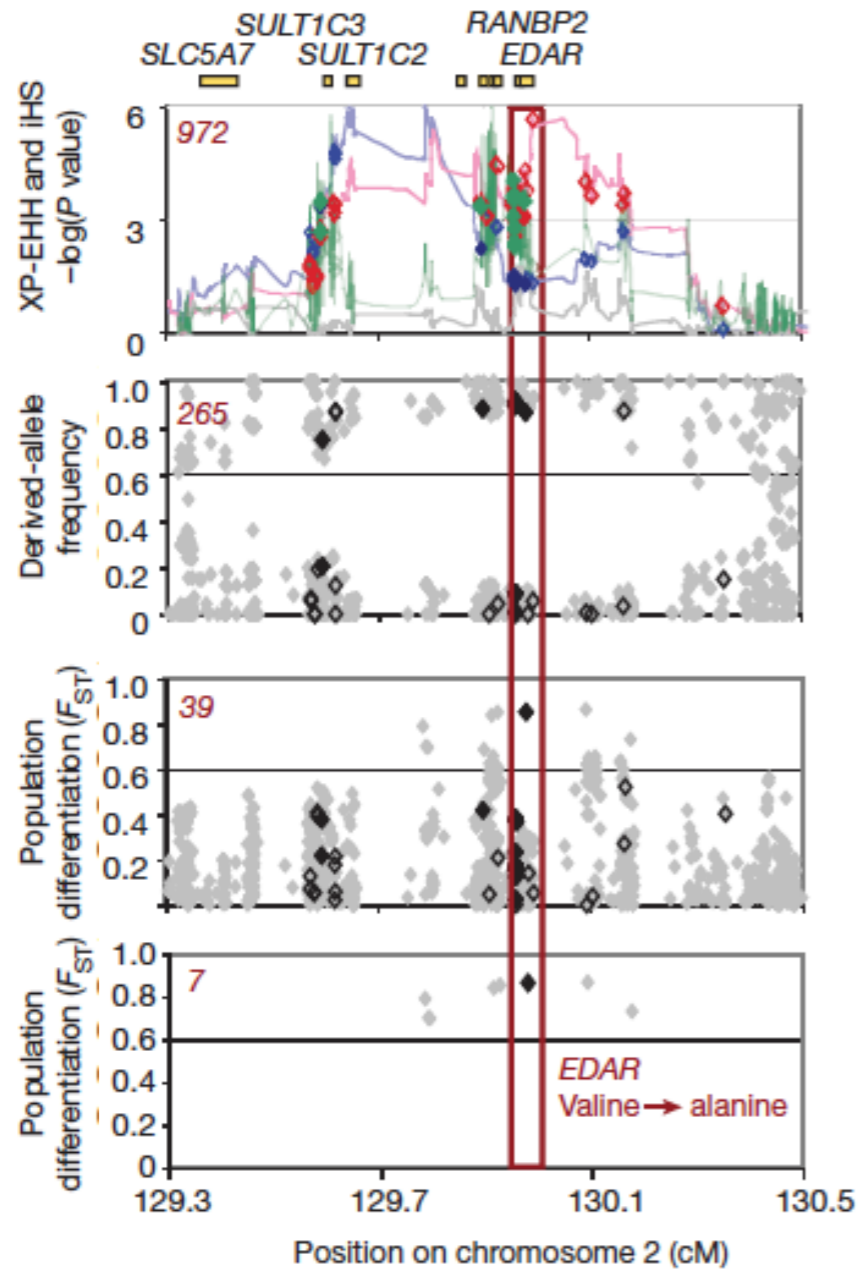 SULT1C3 RANBP2
SLC5A7 SULT1C2 EDAR
XP-EHH and iHS
–log(P value)
972
6
3
0
Derived-allele
frequency
265
1.0
0.8
0.6
0.4
0.2
0
Population
differentiation (FST)
39
1.0
0.8
0.6
0.4
0.2
Population
differentiation (FST)
7
1.0
0.8
0.6
0.4
0.2
0
EDAR
Valine → alanine
129.3 129.7 130.1 130.5
Position on chromosome 2 (cM)